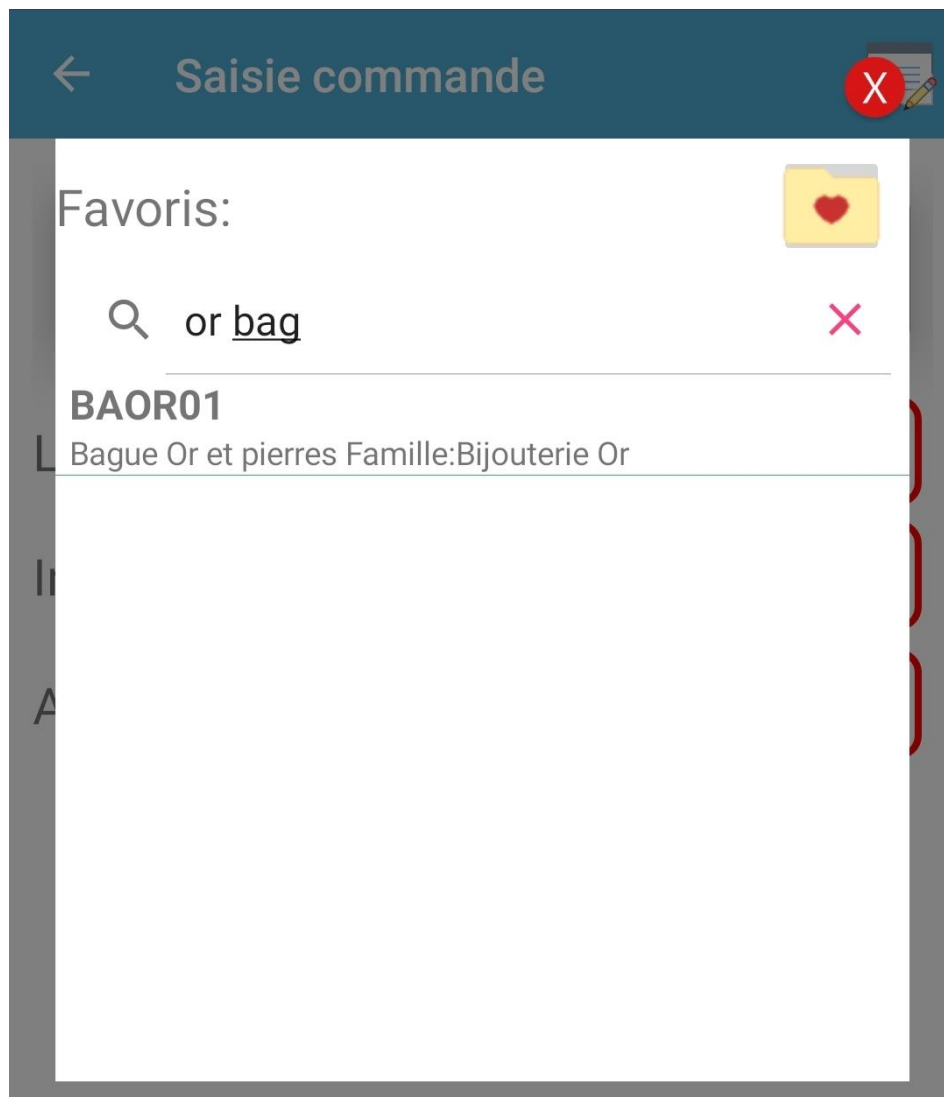 Saisie commande
X
Favoris:
or bag
BAOR01
Bague Or et pierres Famille:Bijouterie Or
L
A